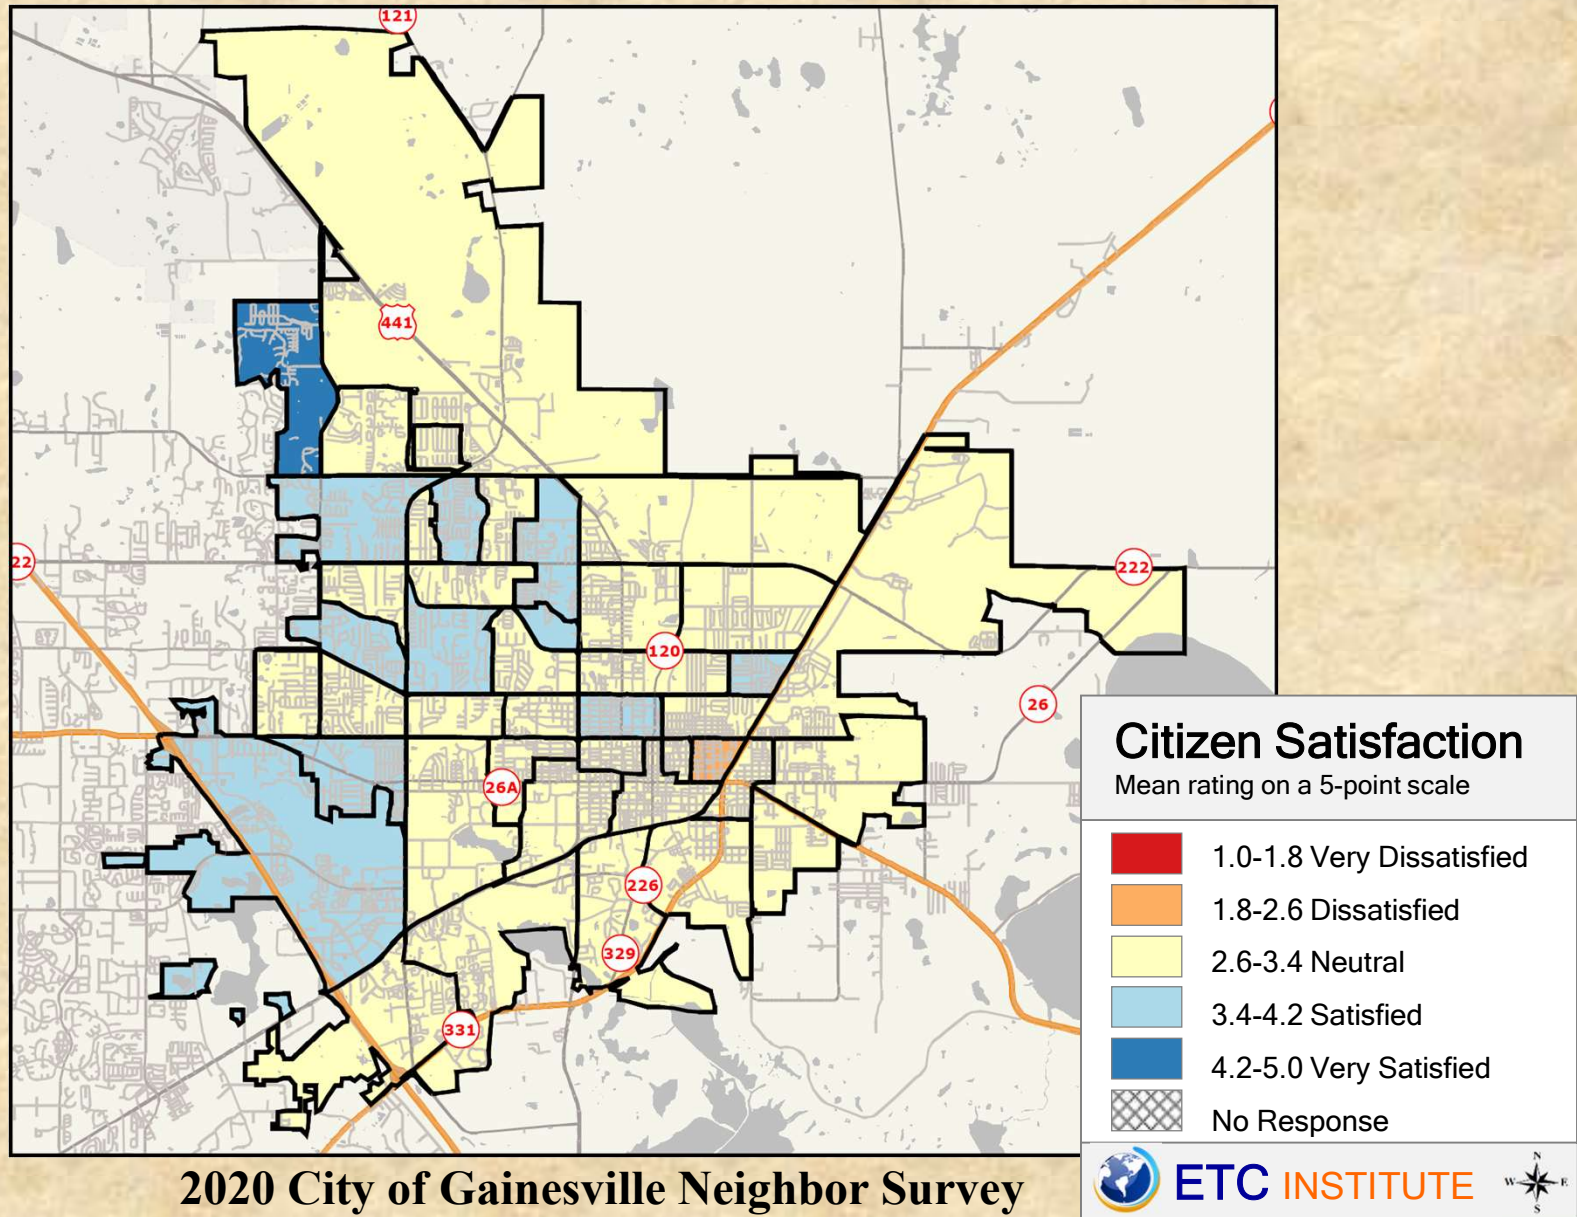 121
441
22
222
120
26
26A
226
329
331
Citizen Satisfaction
Mean rating on a 5-point scale
1.0-1.8 Very Dissatisfied
1.8-2.6 Dissatisfied
2.6-3.4 Neutral
3.4-4.2 Satisfied
4.2-5.0 Very Satisfied
No Response
2020 City of Gainesville Neighbor Survey
ETC INSTITUTE
N
W E
S